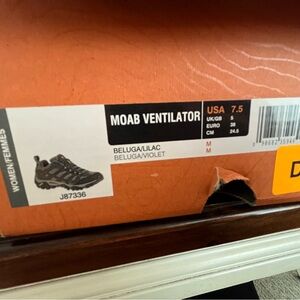 WOMEN/FEMMES
J87336
MOAB VENTILATOR
BELUGA/LILAC
BELUGA/VIOLET
USA 7.5
UK/GB 5
EURO 38
CM 24.5
M
M
D